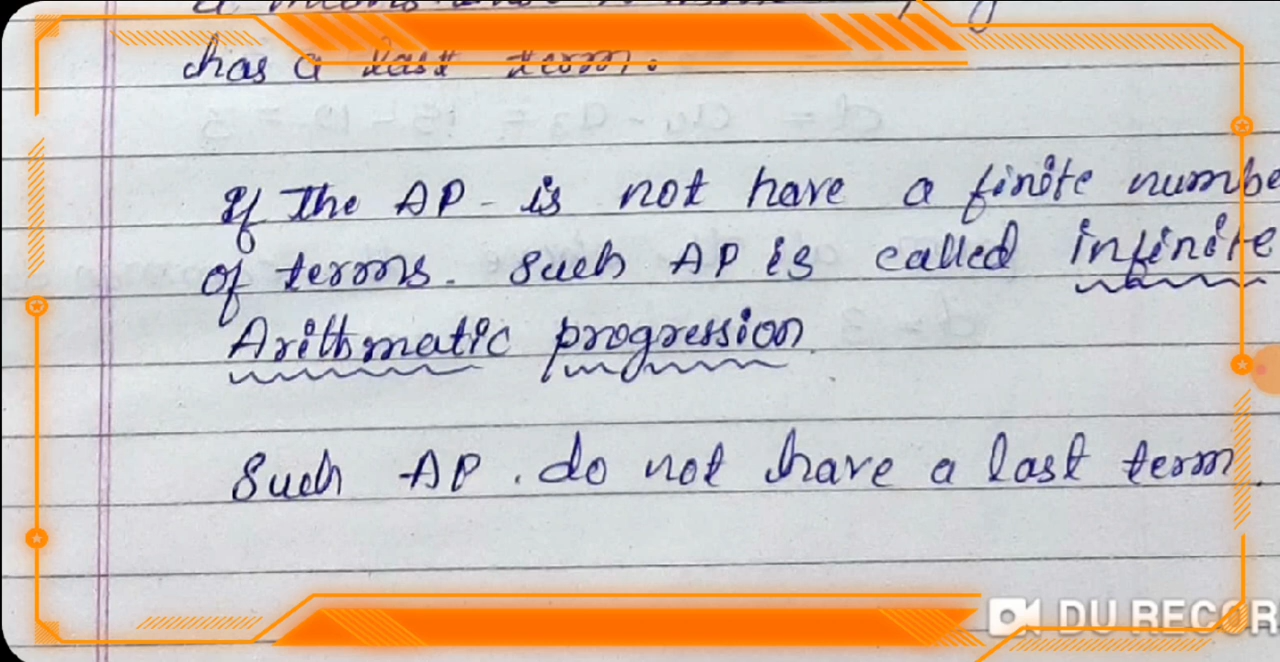 has a last term.
If the AP - is not have a finite numbe
of terms. Such AP is called infinite
Arithmatic progression.
Such AP. do not have a last term.
DU RECOR